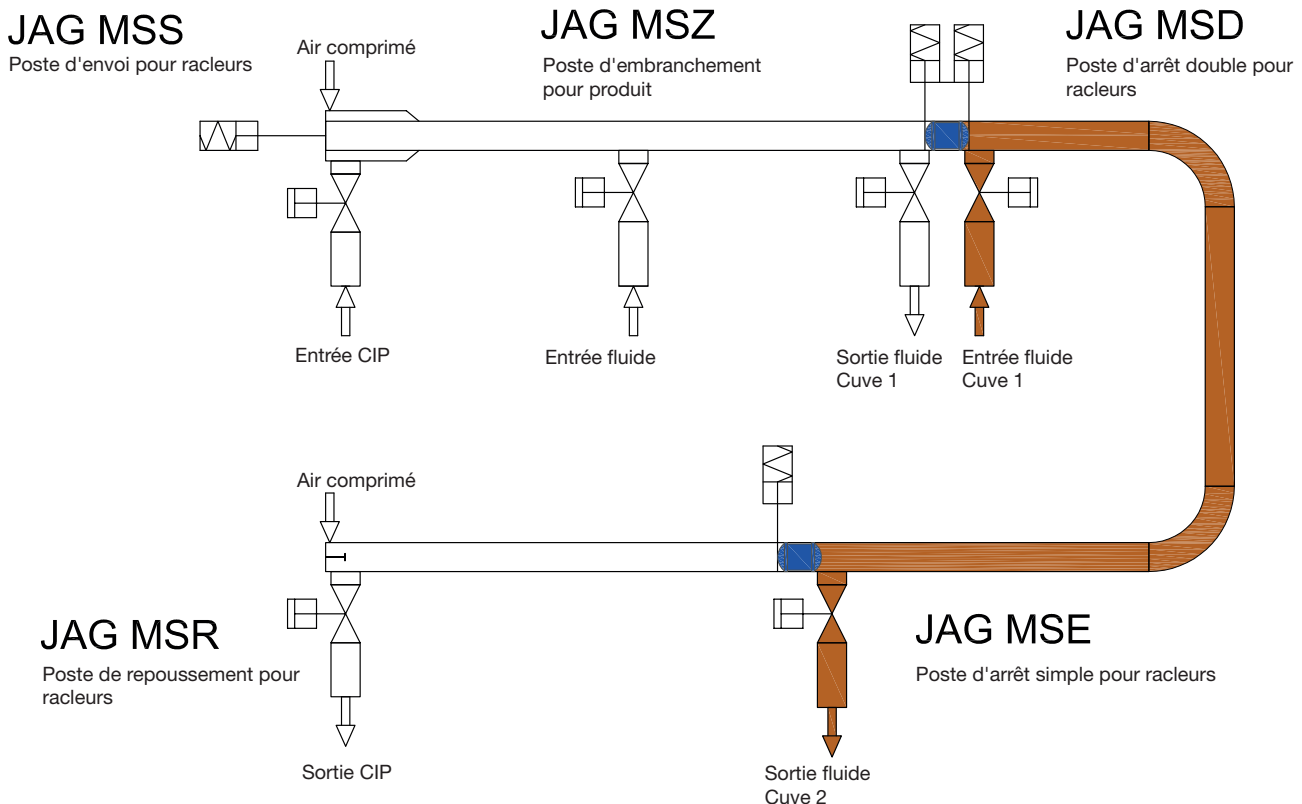 JAG MSS
Poste d'envoi pour racleurs
Air comprimé
JAG MSZ
Poste d'embranchement
pour produit
JAG MSD
Poste d'arrêt double pour
racleurs
Entrée CIP
Entrée fluide
Sortie fluide
Cuve 1
Entrée fluide
Cuve 1
Air comprimé
JAG MSR
Poste de repoussement pour
racleurs
JAG MSE
Poste d'arrêt simple pour racleurs
Sortie CIP
Sortie fluide
Cuve 2